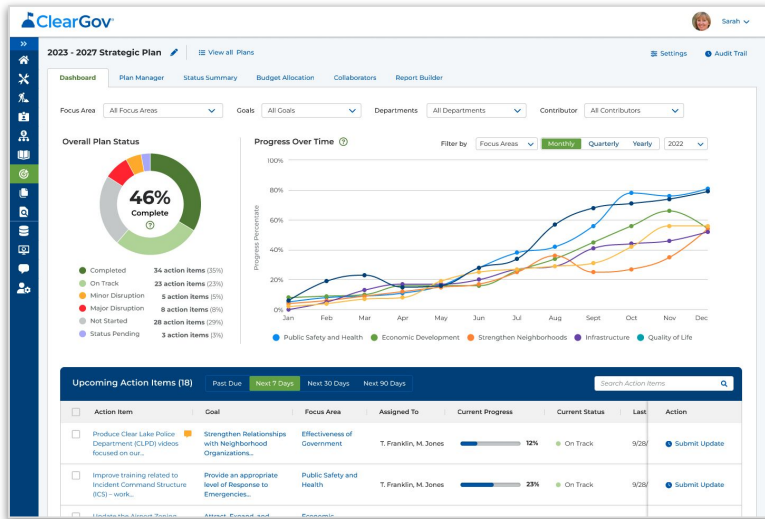 ClearGov
Sarah
2023 - 2027 Strategic Plan
View all Plans
Settings
Audit Trail
Dashboard
Plan Manager
Status Summary
Budget Allocation
Collaborators
Report Builder
Focus Area
All Focus Areas
Goals
All Goals
Departments
All Departments
Contributor
All Contributors
Overall Plan Status
46%
Complete
?
Completed 34 action items (35%)
On Track 23 action items (23%)
Minor Disruption 5 action items (5%)
Major Disruption 8 action items (8%)
Not Started 28 action items (29%)
Status Pending 3 action items (3%)
Progress Over Time ?
Filter by Focus Areas Monthly Quarterly Yearly 2022
Progress Percentate
100%
80%
60%
40%
20%
0%
Jan Feb Mar Apr May Jun Jul Aug Sept Oct Nov Dec
Public Safety and Health Economic Development Strengthen Neighborhoods Infrastructure Quality of Life
Upcoming Action Items (18)
Past Due Next 7 Days Next 30 Days Next 90 Days
Search Action Items
Action Item Goal Focus Area Assigned To Current Progress Current Status Last Action
Produce Clear Lake Police
Department (CLPD) videos
focused on our...
Strengthen Relationships
with Neighborhood
Organizations...
Effectiveness of
Government
T. Franklin, M. Jones
12%
On Track
9/28/
Submit Update
Improve training related to
Incident Command Structure
(ICS) – work...
Provide an appropriate
level of Response to
Emergencies...
Public Safety and
Health
T. Franklin, M. Jones
23%
On Track
9/28/
Submit Update
Update the Airport Zoning
Attract, Expand, and
Economic